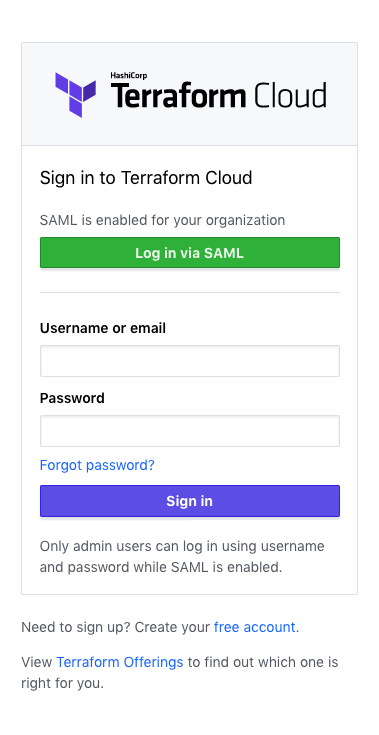 HashiCorp
Terraform Cloud
Sign in to Terraform Cloud
SAML is enabled for your organization
Log in via SAML
Username or email
Password
Forgot password?
Sign in
Only admin users can log in using username
and password while SAML is enabled.
Need to sign up? Create your free account.
View Terraform Offerings to find out which one is
right for you.